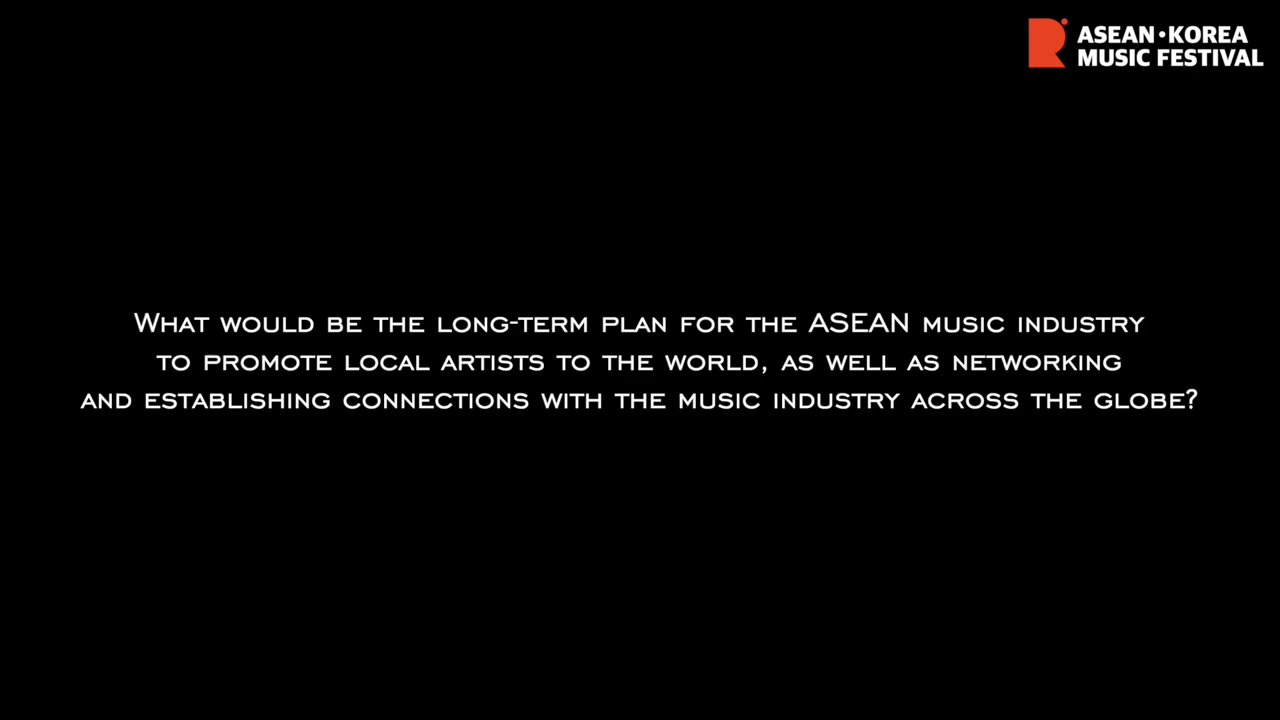 ASEAN•KOREA
MUSIC FESTIVAL
What would be the long-term plan for the ASEAN music industry
to promote local artists to the world, as well as networking
and establishing connections with the music industry across the globe?